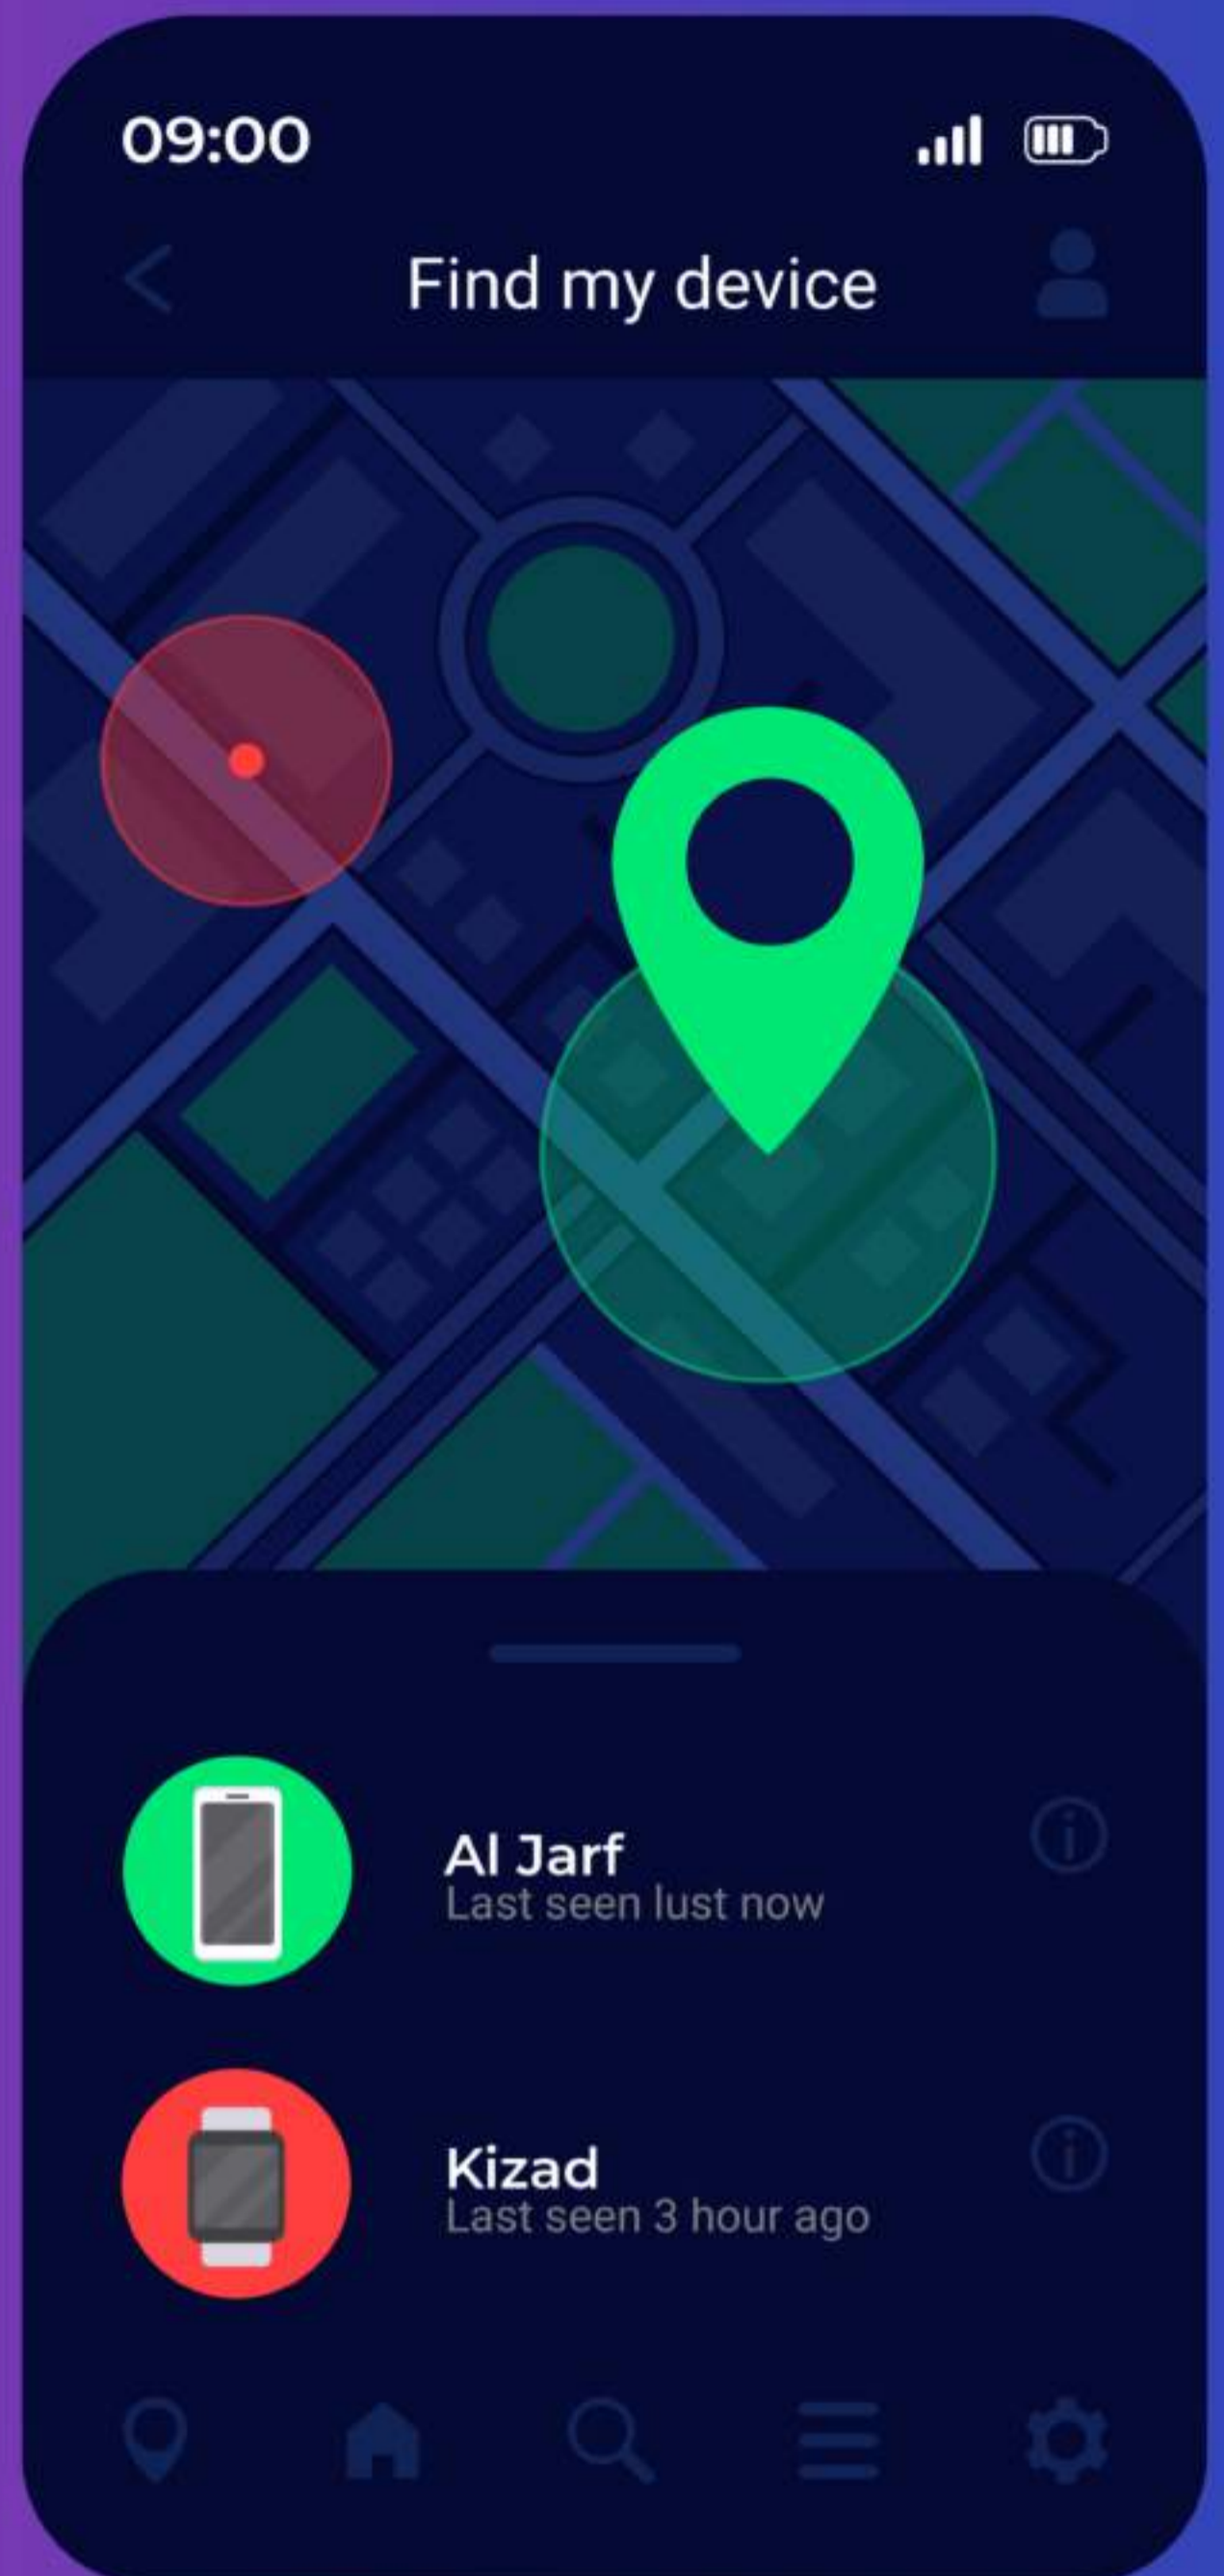 09:00
Find my device
Al Jarf
Last seen lust now
Kizad
Last seen 3 hour ago